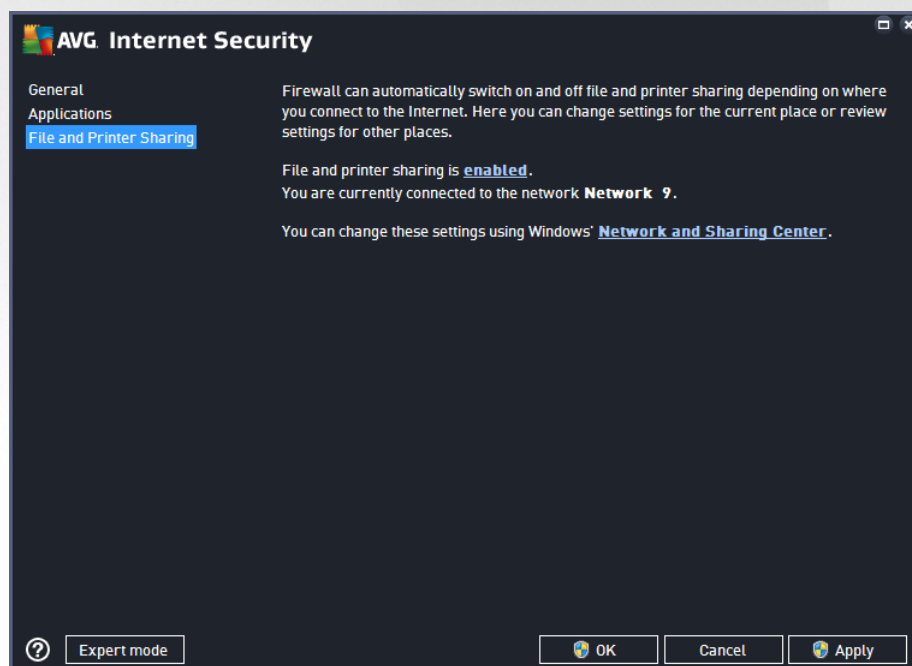 AVG. Internet Security
General
Applications
File and Printer Sharing
Firewall can automatically switch on and off file and printer sharing depending on where
you connect to the Internet. Here you can change settings for the current place or review
settings for other places.
File and printer sharing is enabled.
You are currently connected to the network Network 9.
You can change these settings using Windows' Network and Sharing Center.
? Expert mode
OK
Cancel
Apply